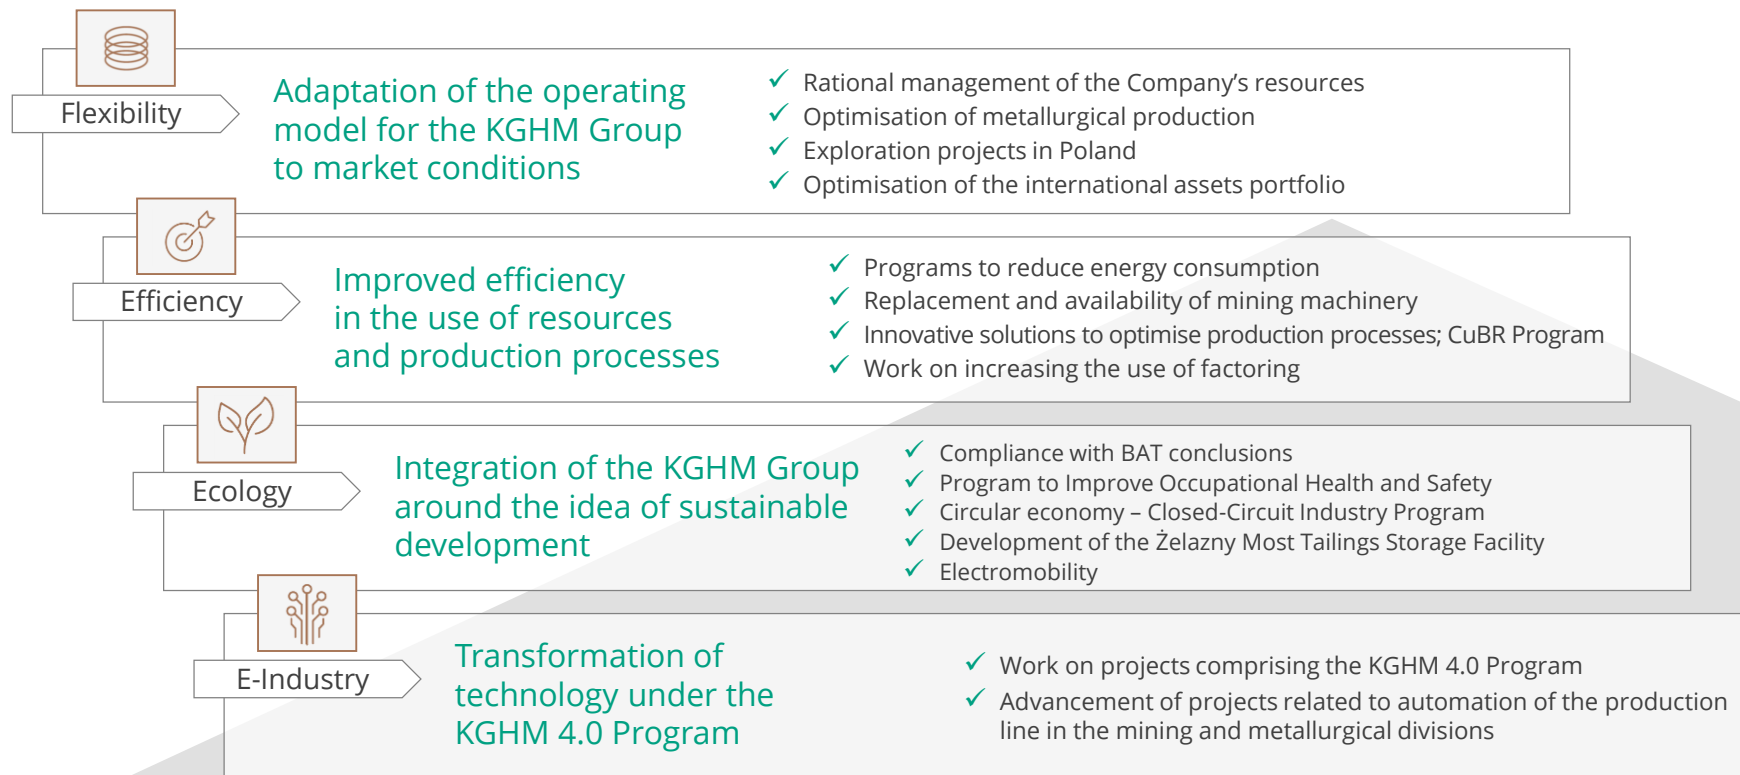 Flexibility
Adaptation of the operating
model for the KGHM Group
to market conditions
✓ Rational management of the Company’s resources
✓ Optimisation of metallurgical production
✓ Exploration projects in Poland
✓ Optimisation of the international assets portfolio
Efficiency
Improved efficiency
in the use of resources
and production processes
✓ Programs to reduce energy consumption
✓ Replacement and availability of mining machinery
✓ Innovative solutions to optimise production processes; CuBR Program
✓ Work on increasing the use of factoring
Ecology
Integration of the KGHM Group
around the idea of sustainable
development
✓ Compliance with BAT conclusions
✓ Program to Improve Occupational Health and Safety
✓ Circular economy – Closed-Circuit Industry Program
✓ Development of the Żelazny Most Tailings Storage Facility
✓ Electromobility
E-Industry
Transformation of
technology under the
KGHM 4.0 Program
✓ Work on projects comprising the KGHM 4.0 Program
✓ Advancement of projects related to automation of the production
line in the mining and metallurgical divisions